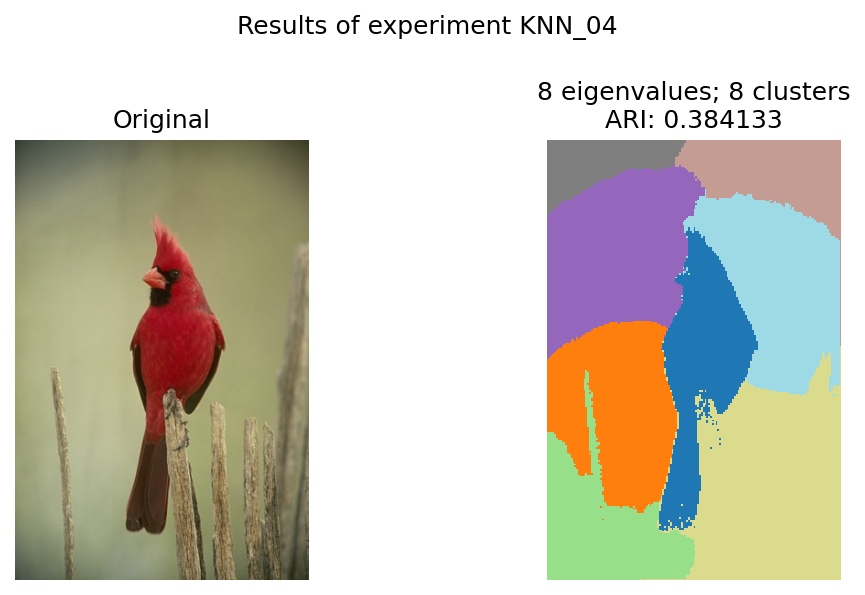 Results of experiment KNN_04
Original
8 eigenvalues; 8 clusters
ARI: 0.384133